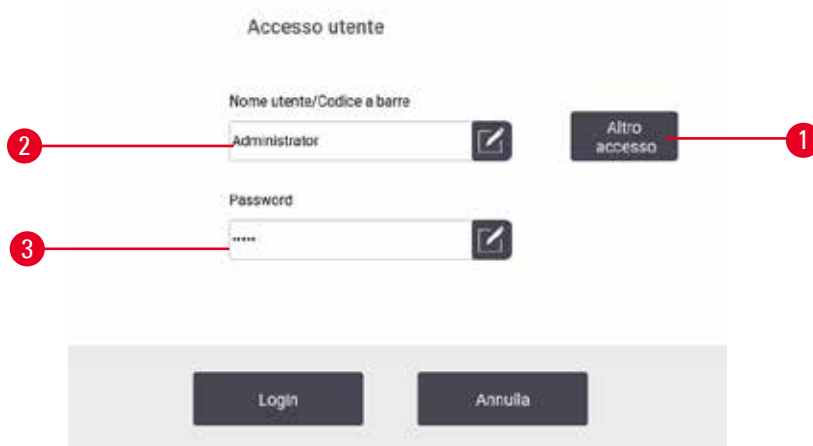 Accesso utente
Nome utente/Codice a barre
2
Administrator
Altro
accesso
1
Password
3
•••••
Login
Annulla